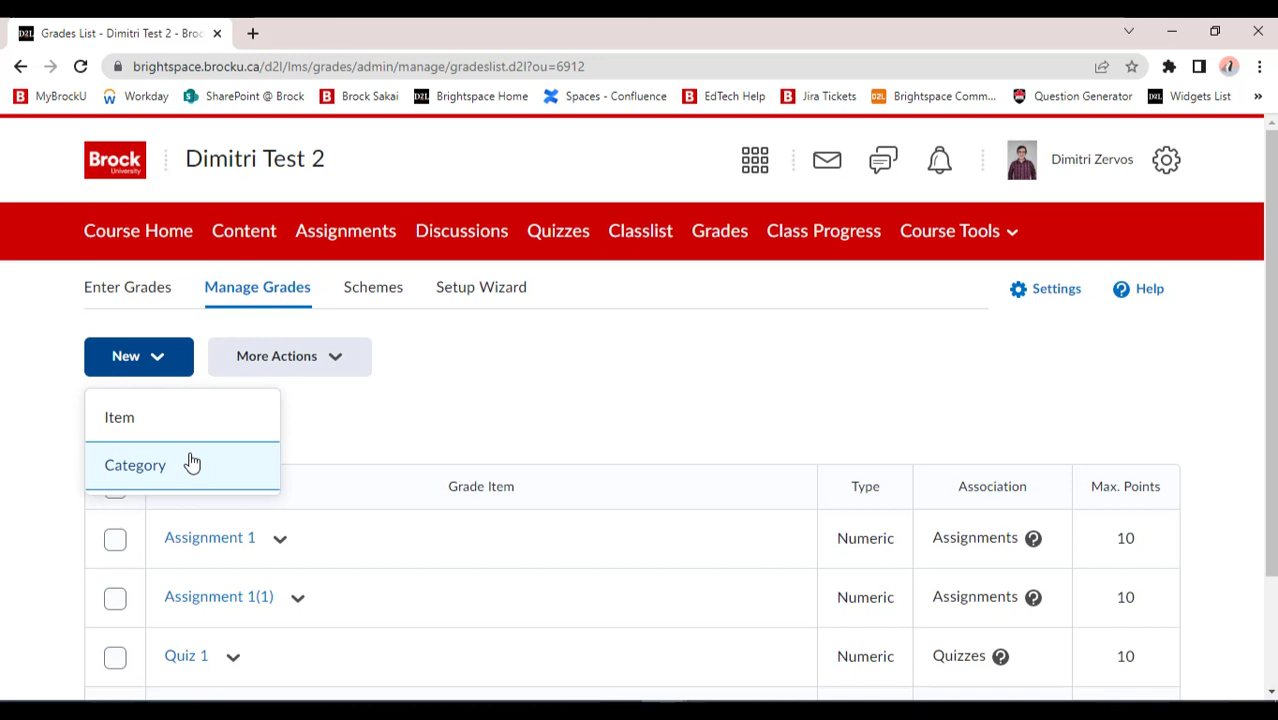 D2L Grades List - Dimitri Test 2 - Broc
brightspace.brocku.ca/d2l/lms/grades/admin/manage/gradeslist.d2l?ou=6912
B MyBrockU Workday SharePoint @ Brock B Brock Sakai D2L Brightspace Home Spaces - Confluence B EdTech Help B Jira Tickets D2L Brightspace Comm... Question Generator D2L Widgets List »
Brock University Dimitri Test 2 Dimitri Zervos
Course Home Content Assignments Discussions Quizzes Classlist Grades Class Progress Course Tools
Enter Grades Manage Grades Schemes Setup Wizard Settings Help
New More Actions
Item
Category
Grade Item Type Association Max. Points
Assignment 1 Numeric Assignments 10
Assignment 1(1) Numeric Assignments 10
Quiz 1 Numeric Quizzes 10